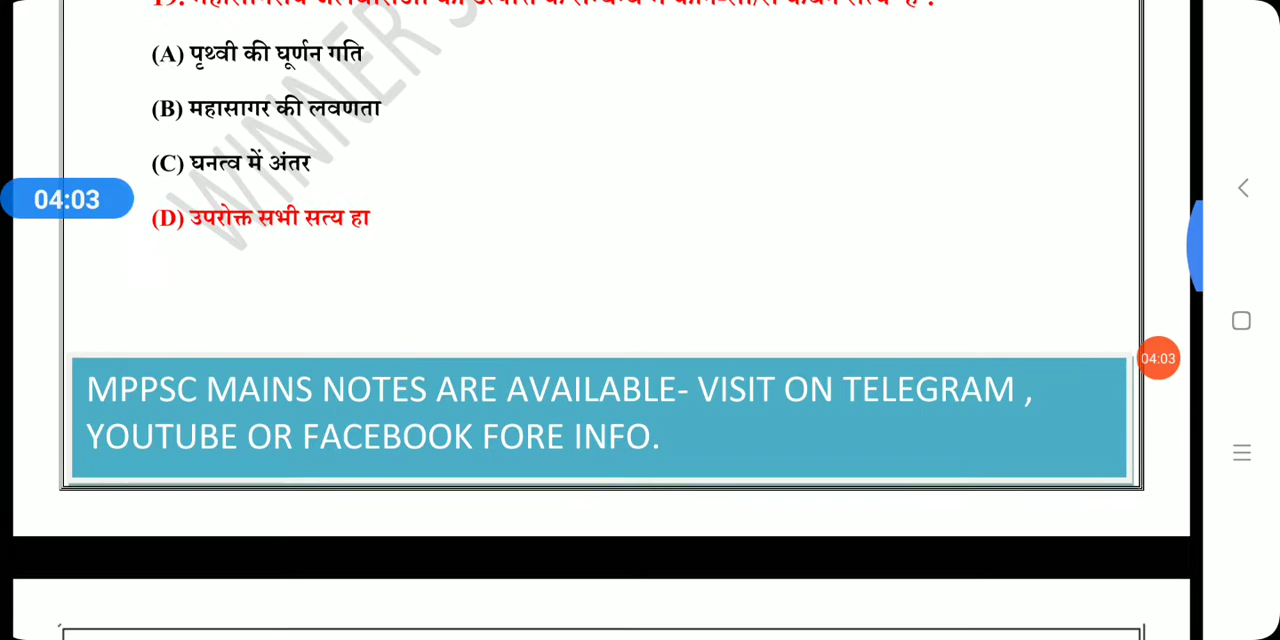 (A) पृथ्वी की घूर्णन गति
(B) महासागर की लवणता
(C) घनत्व में अंतर
04:03
(D) उपरोक्त सभी सत्य हा
WINNER'S
04:03
MPPSC MAINS NOTES ARE AVAILABLE- VISIT ON TELEGRAM ,
YOUTUBE OR FACEBOOK FORE INFO.